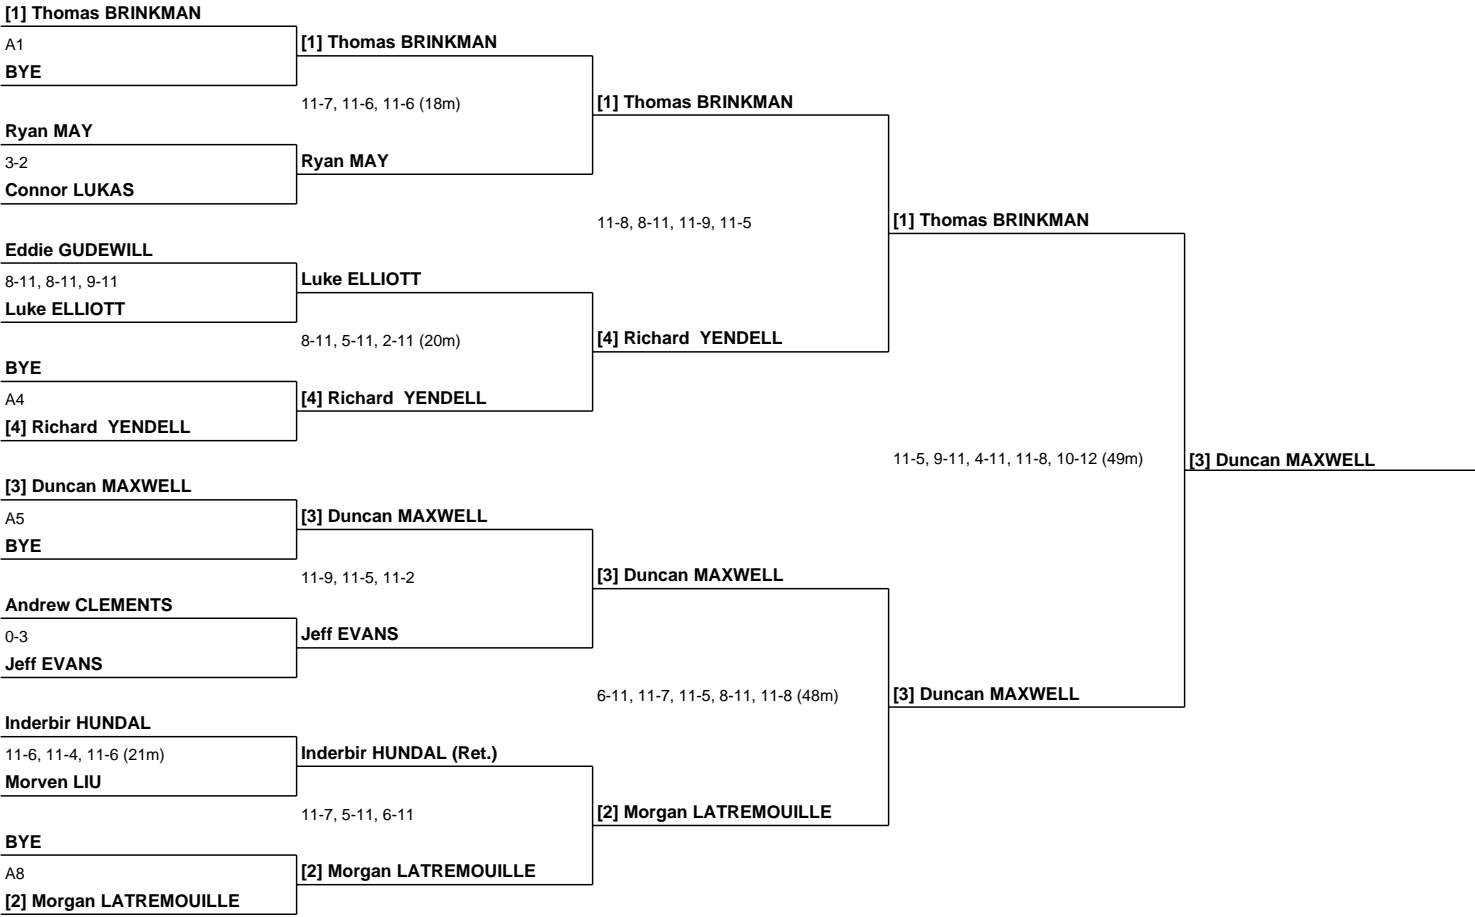 [1] Thomas BRINKMAN
A1
BYE
Ryan MAY
3-2
Connor LUKAS
Eddie GUDEWILL
8-11, 8-11, 9-11
Luke ELLIOTT
BYE
A4
[4] Richard  YENDELL
[3] Duncan MAXWELL
A5
BYE
Andrew CLEMENTS
0-3
Jeff EVANS
Inderbir HUNDAL
11-6, 11-4, 11-6 (21m)
Morven LIU
BYE
A8
[2] Morgan LATREMOUILLE
[1] Thomas BRINKMAN
11-7, 11-6, 11-6 (18m)
Ryan MAY
Luke ELLIOTT
8-11, 5-11, 2-11 (20m)
[4] Richard  YENDELL
[3] Duncan MAXWELL
11-9, 11-5, 11-2
Jeff EVANS
Inderbir HUNDAL (Ret.)
11-7, 5-11, 6-11
[2] Morgan LATREMOUILLE
[1] Thomas BRINKMAN
11-8, 8-11, 11-9, 11-5
[4] Richard  YENDELL
[3] Duncan MAXWELL
6-11, 11-7, 11-5, 8-11, 11-8 (48m)
[2] Morgan LATREMOUILLE
[1] Thomas BRINKMAN
11-5, 9-11, 4-11, 11-8, 10-12 (49m)
[3] Duncan MAXWELL
[3] Duncan MAXWELL